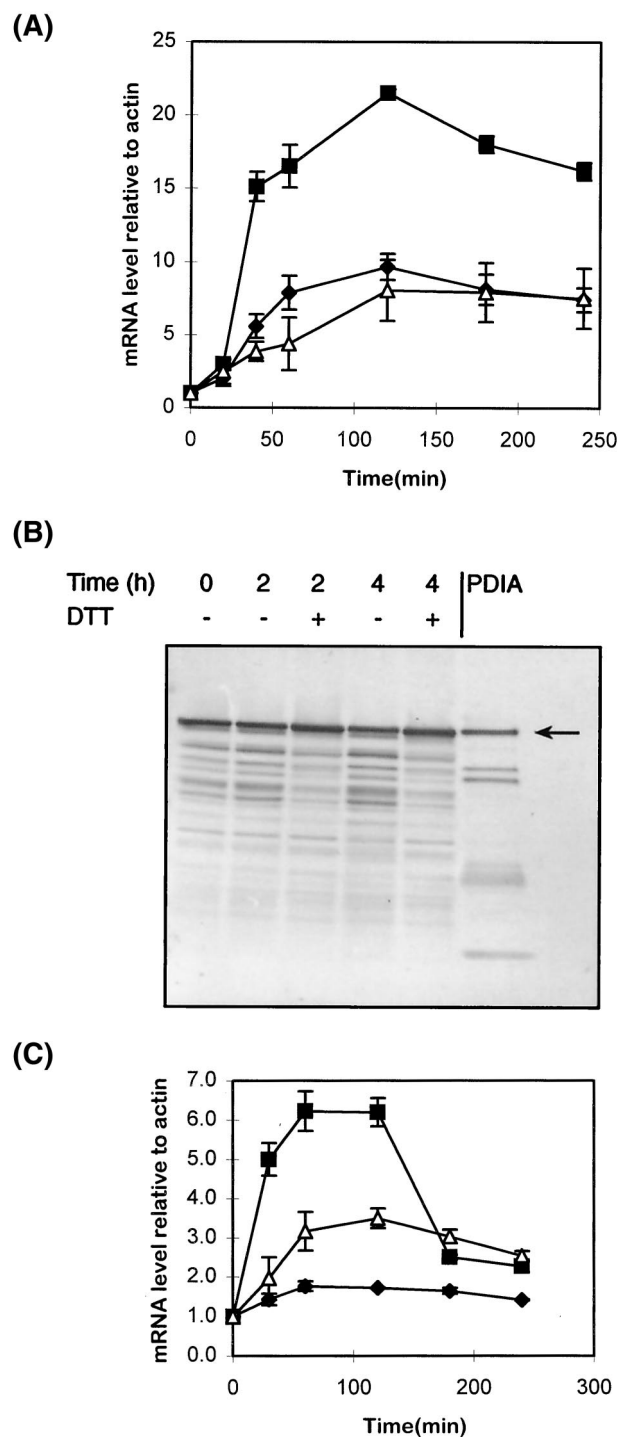 (A)
25
20
15
10
5
0
mRNA level relative to actin
0 50 100 150 200 250
Time(min)
(B)
Time (h) 0 2 2 4 4 PDIA
DTT - - + - +
(C)
7.0
6.0
5.0
4.0
3.0
2.0
1.0
0.0
mRNA level relative to actin
0 100 200 300
Time(min)